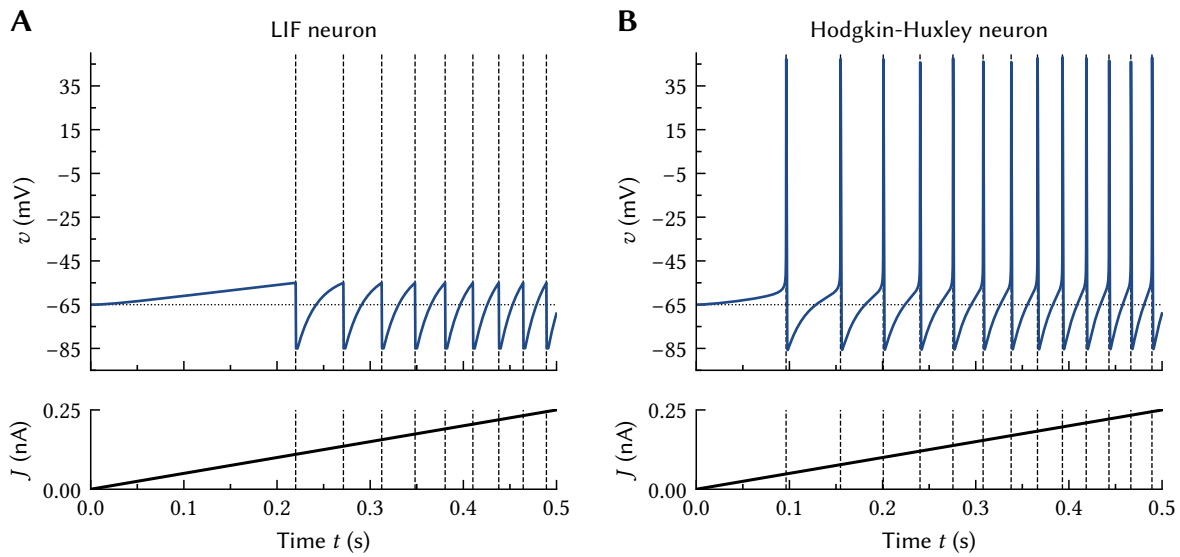 A
LIF neuron
35
15
−5
−25
−45
−65
−85
v (mV)
0.25
0.00
J (nA)
0.0 0.1 0.2 0.3 0.4 0.5
Time t (s)
B
Hodgkin-Huxley neuron
35
15
−5
−25
−45
−65
−85
v (mV)
0.25
0.00
J (nA)
0.0 0.1 0.2 0.3 0.4 0.5
Time t (s)